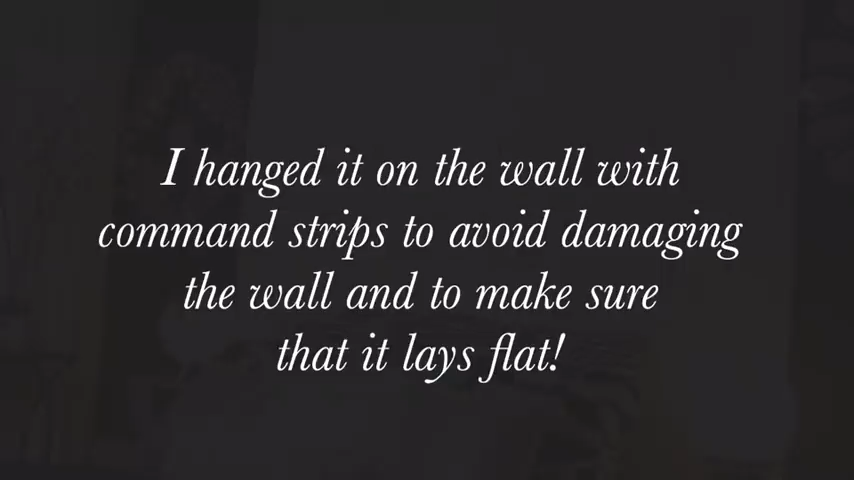 I hanged it on the wall with
command strips to avoid damaging
the wall and to make sure
that it lays flat!